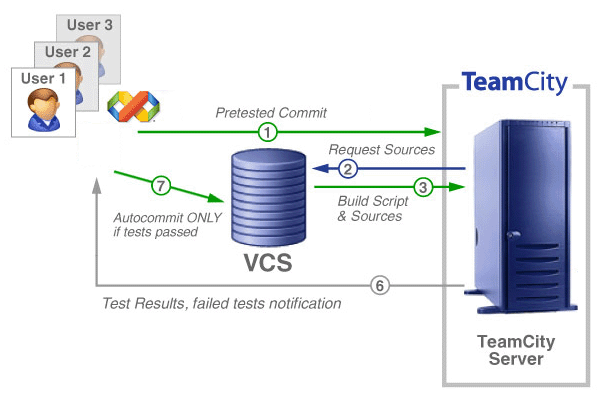 User 3
User 2
User 1
TeamCity
Pretested Commit
1
Request Sources
2
7
3
Build Script
& Sources
Autocommit ONLY
if tests passed
VCS
6
Test Results, failed tests notification
TeamCity
Server